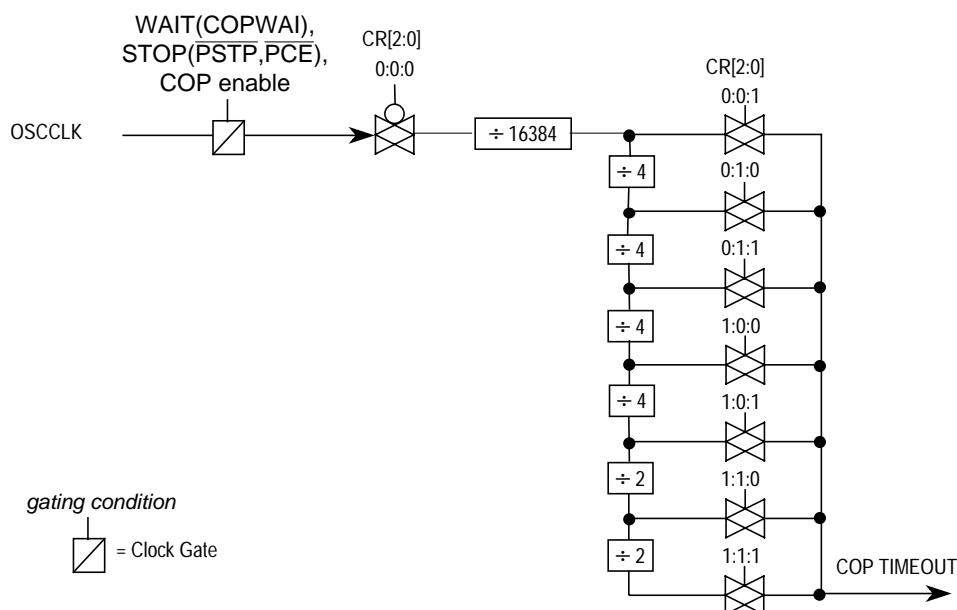 WAIT(COPWAI),
STOP(PSTP,PCE),
COP enable
CR[2:0]
0:0:0
CR[2:0]
0:0:1
OSCCLK
÷ 16384
÷ 4
0:1:0
÷ 4
0:1:1
÷ 4
1:0:0
÷ 4
1:0:1
÷ 2
1:1:0
÷ 2
1:1:1
gating condition
= Clock Gate
COP TIMEOUT